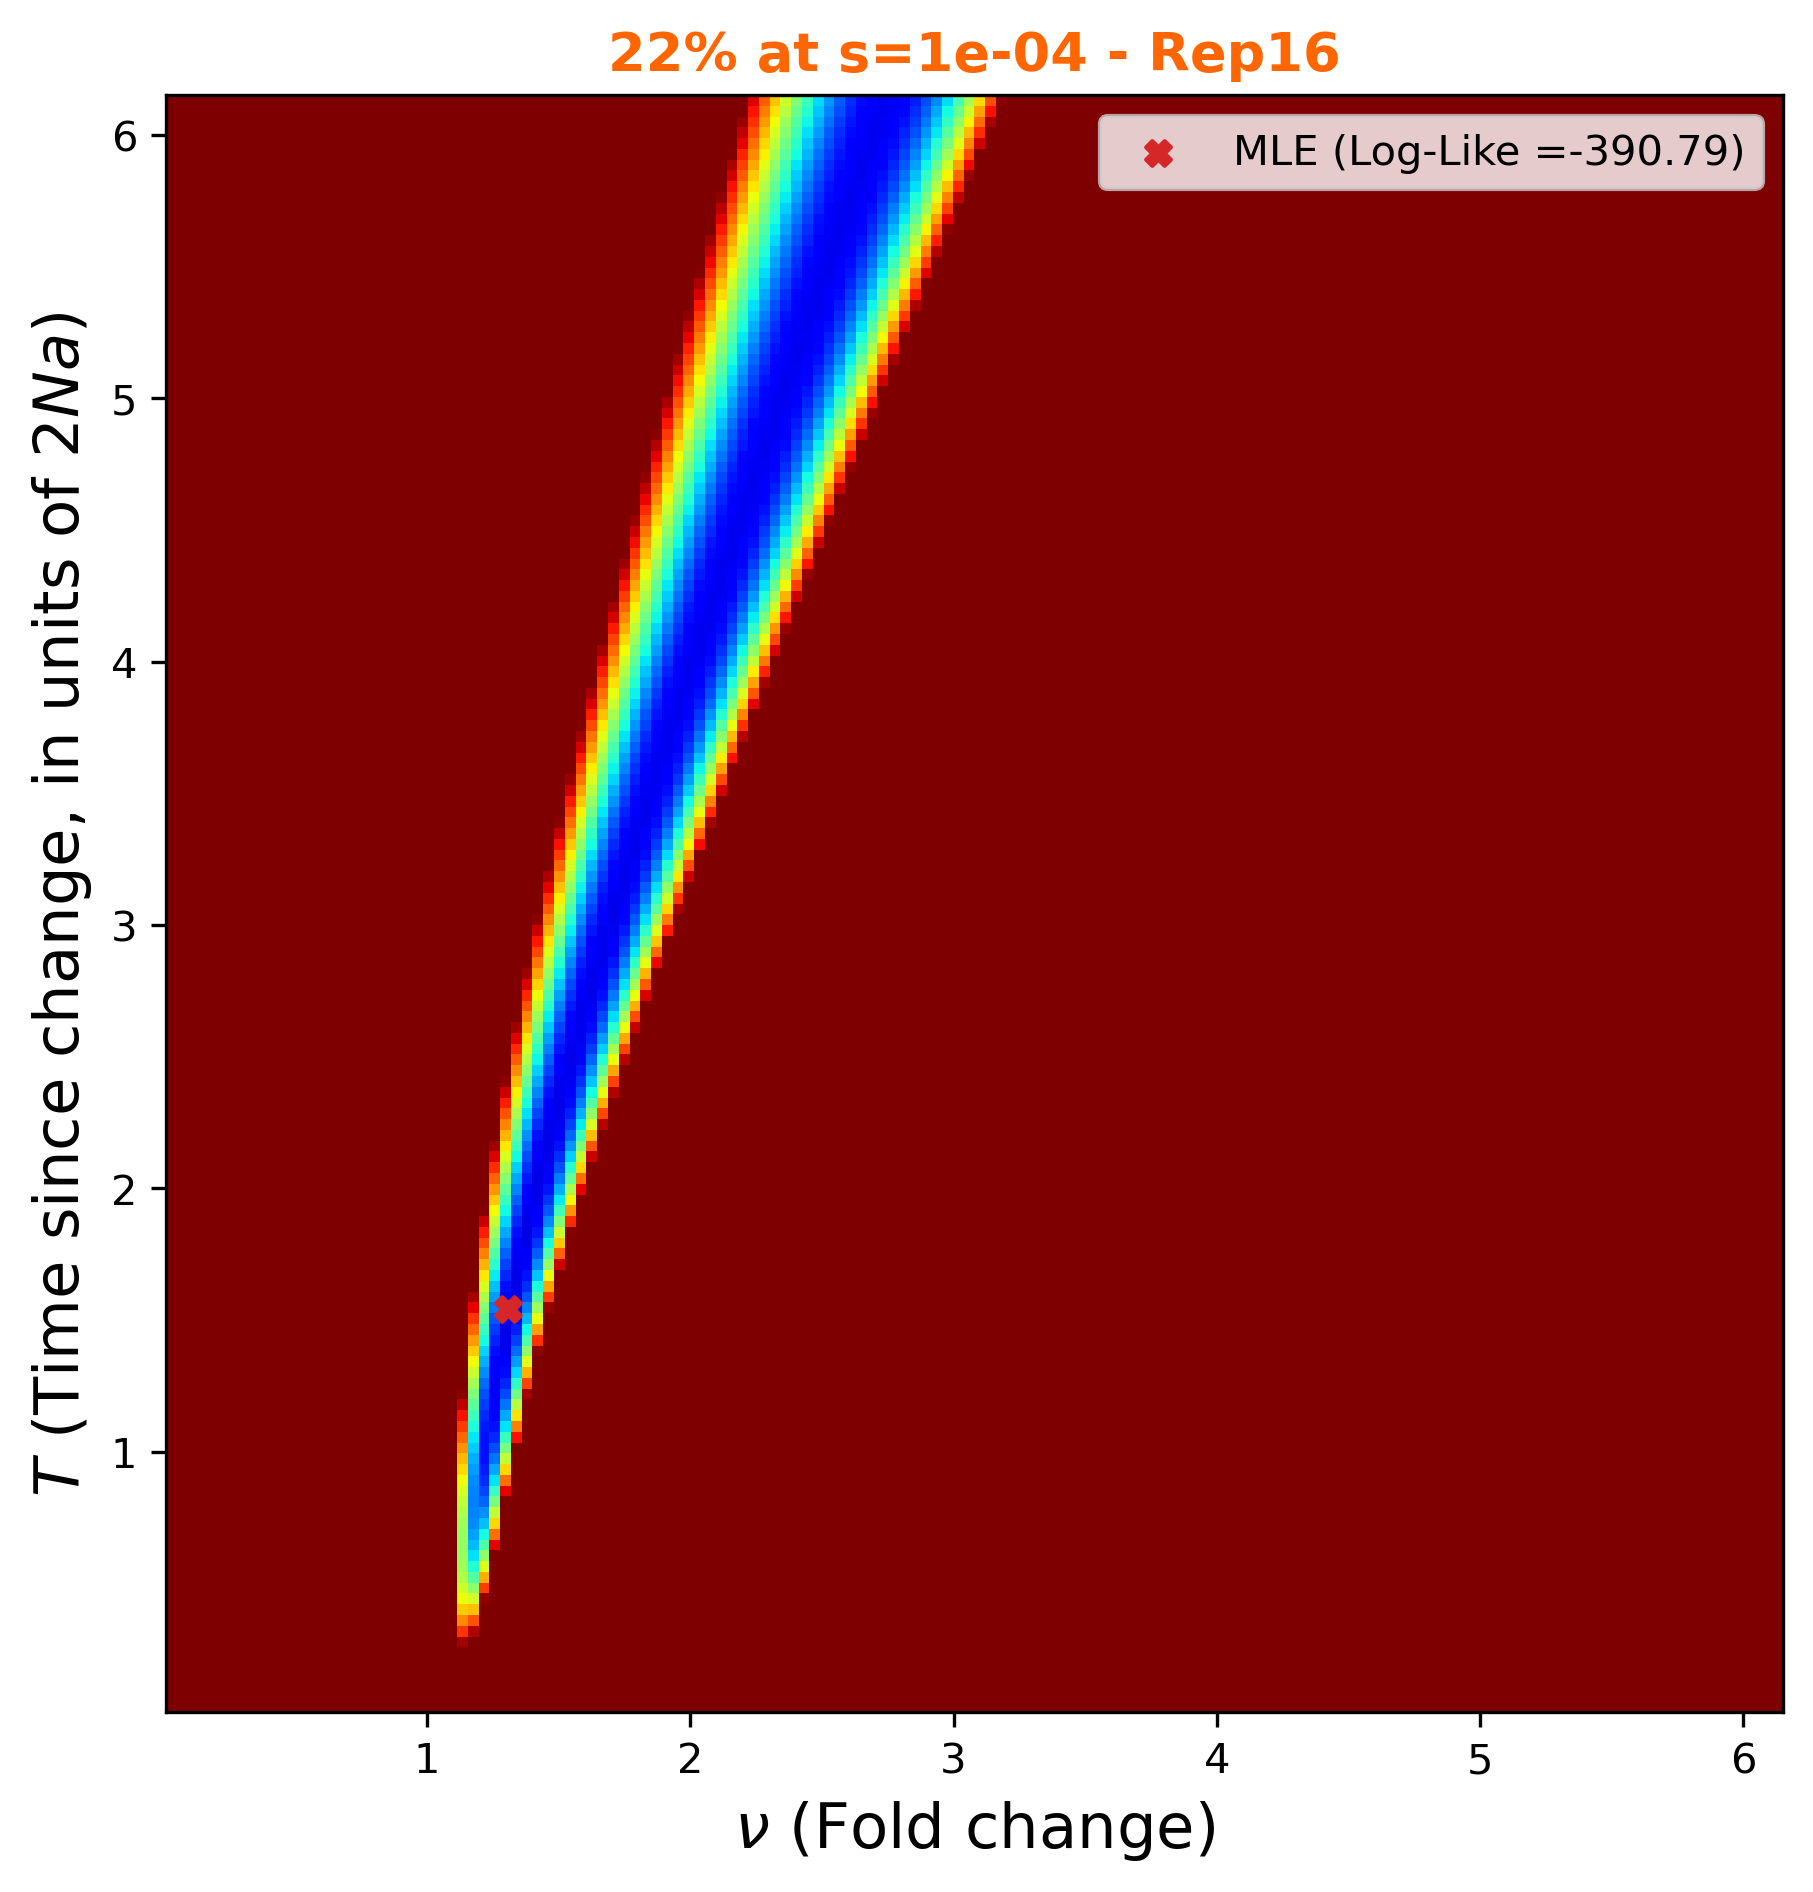 22% at s=1e-04 - Rep16
MLE (Log-Like =-390.79)
T (Time since change, in units of 2Na)
6
5
4
3
2
1
1 2 3 4 5 6
ν (Fold change)